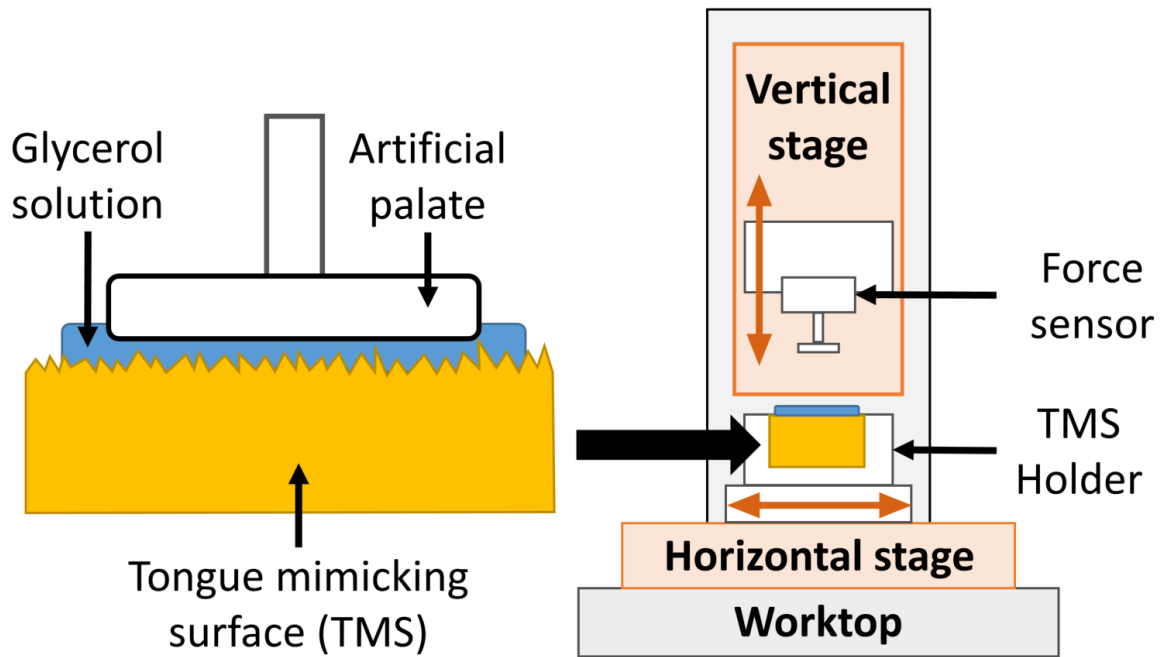 Glycerol
solution
Artificial
palate
Tongue mimicking
surface (TMS)
Vertical
stage
Force
sensor
TMS
Holder
Horizontal stage
Worktop